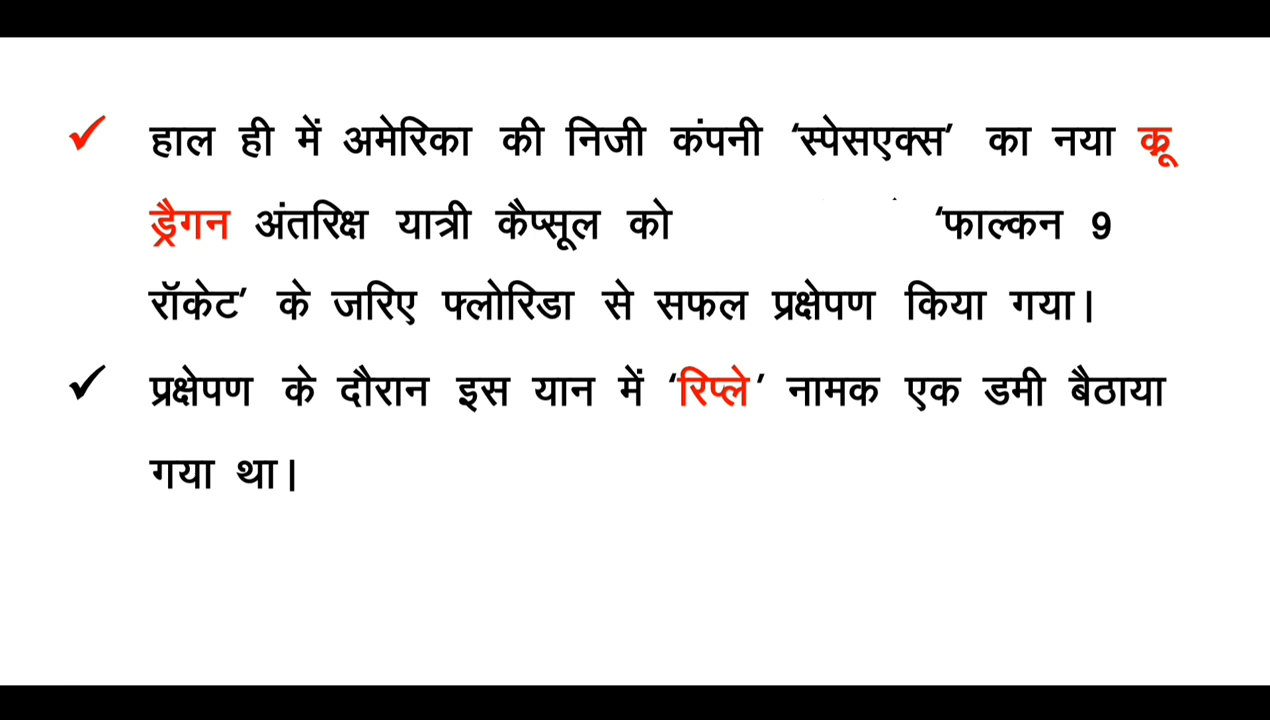 ✓ हाल ही में अमेरिका की निजी कंपनी ‘स्पेसएक्स’ का नया क्रू
ड्रैगन अंतरिक्ष यात्री कैप्सूल को ‘फाल्कन 9
रॉकेट’ के जरिए फ्लोरिडा से सफल प्रक्षेपण किया गया|
✓ प्रक्षेपण के दौरान इस यान में ‘रिप्ले’ नामक एक डमी बैठाया
गया था|